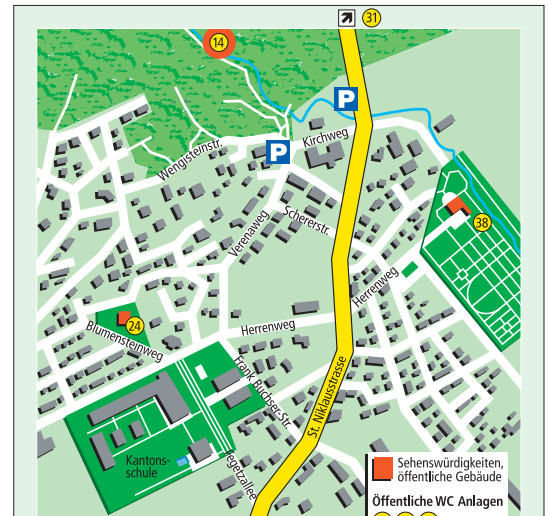 31
14
P
Kirchweg
P
Wengisteinstr.
Verenaweg
Schererstr.
38
Herrenweg
24
Blumensteinweg
Herrenweg
Frank Buchser-Str.
St. Niklausstrasse
Kantons-
schule
Fegetzallee
Sehenswürdigkeiten,
öffentliche Gebäude
Öffentliche WC Anlagen